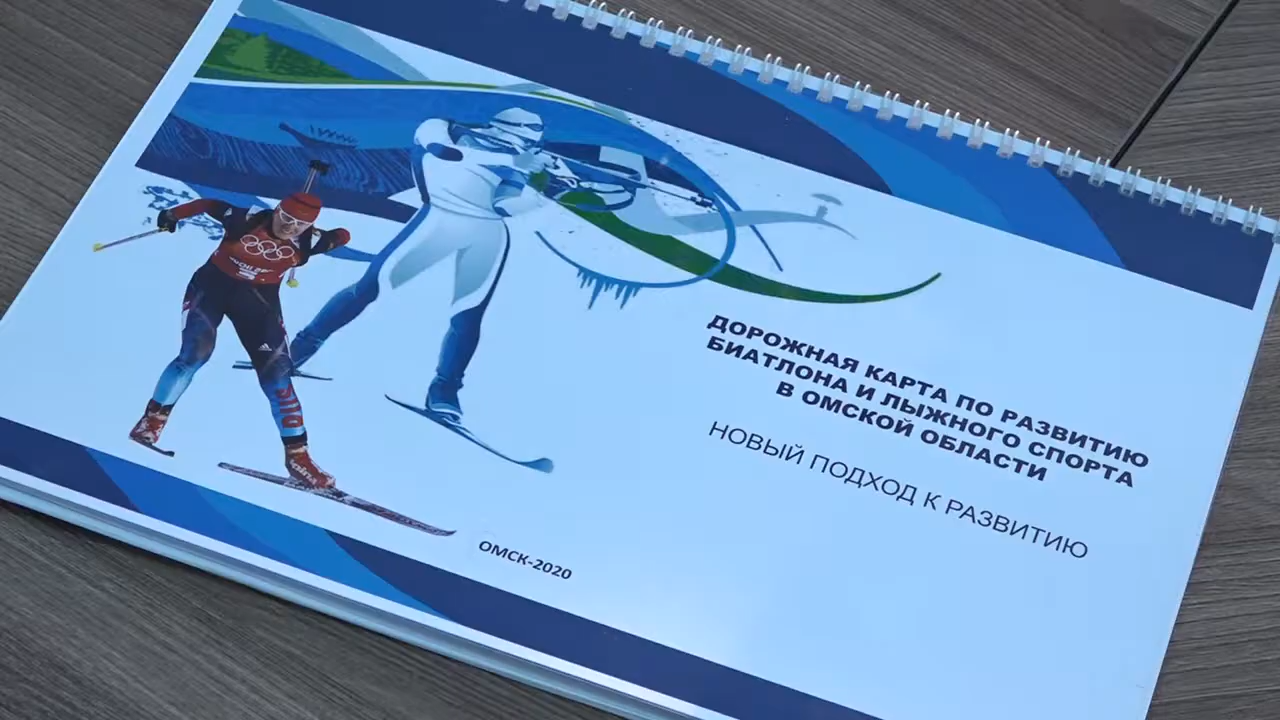 ДОРОЖНАЯ КАРТА ПО РАЗВИТИЮ
БИАТЛОНА И ЛЫЖНОГО СПОРТА
В ОМСКОЙ ОБЛАСТИ
НОВЫЙ ПОДХОД К РАЗВИТИЮ
ОМСК-2020